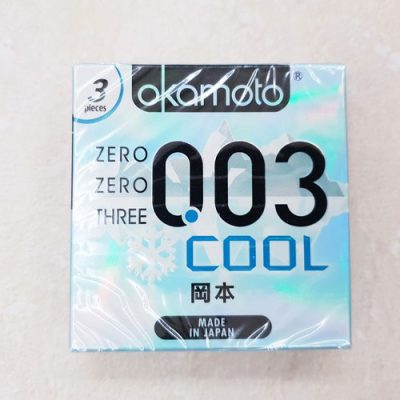 3
pieces
okamoto®
ZERO
ZERO
THREE
0.03
COOL
岡本
MADE
IN JAPAN